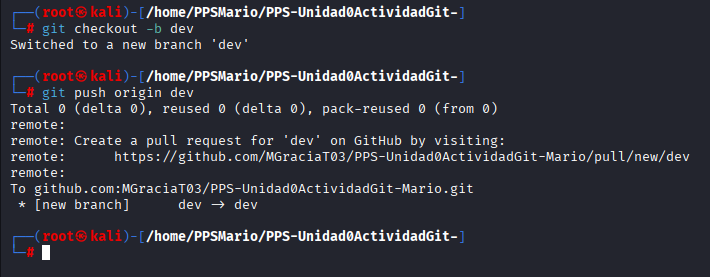 ┌──(root㉿kali)-[/home/PPSMario/PPS-Unidad0ActividadGit-]
└─# git checkout -b dev
Switched to a new branch 'dev'
┌──(root㉿kali)-[/home/PPSMario/PPS-Unidad0ActividadGit-]
└─# git push origin dev
Total 0 (delta 0), reused 0 (delta 0), pack-reused 0 (from 0)
remote:
remote: Create a pull request for 'dev' on GitHub by visiting:
remote:      https://github.com/MGraciaT03/PPS-Unidad0ActividadGit-Mario/pull/new/dev
remote:
To github.com:MGraciaT03/PPS-Unidad0ActividadGit-Mario.git
 * [new branch]      dev -> dev
┌──(root㉿kali)-[/home/PPSMario/PPS-Unidad0ActividadGit-]
└─#